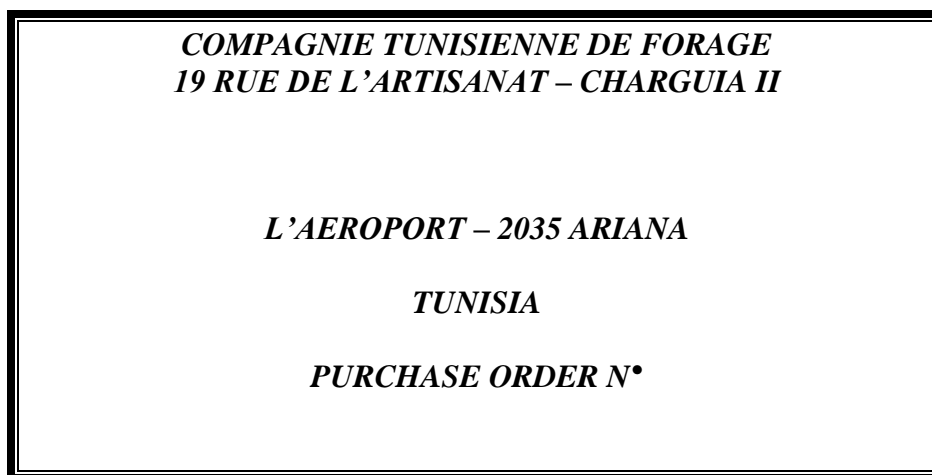 COMPAGNIE TUNISIENNE DE FORAGE
19 RUE DE L’ARTISANAT – CHARGUIA II
L’AEROPORT – 2035 ARIANA
TUNISIA
PURCHASE ORDER N•